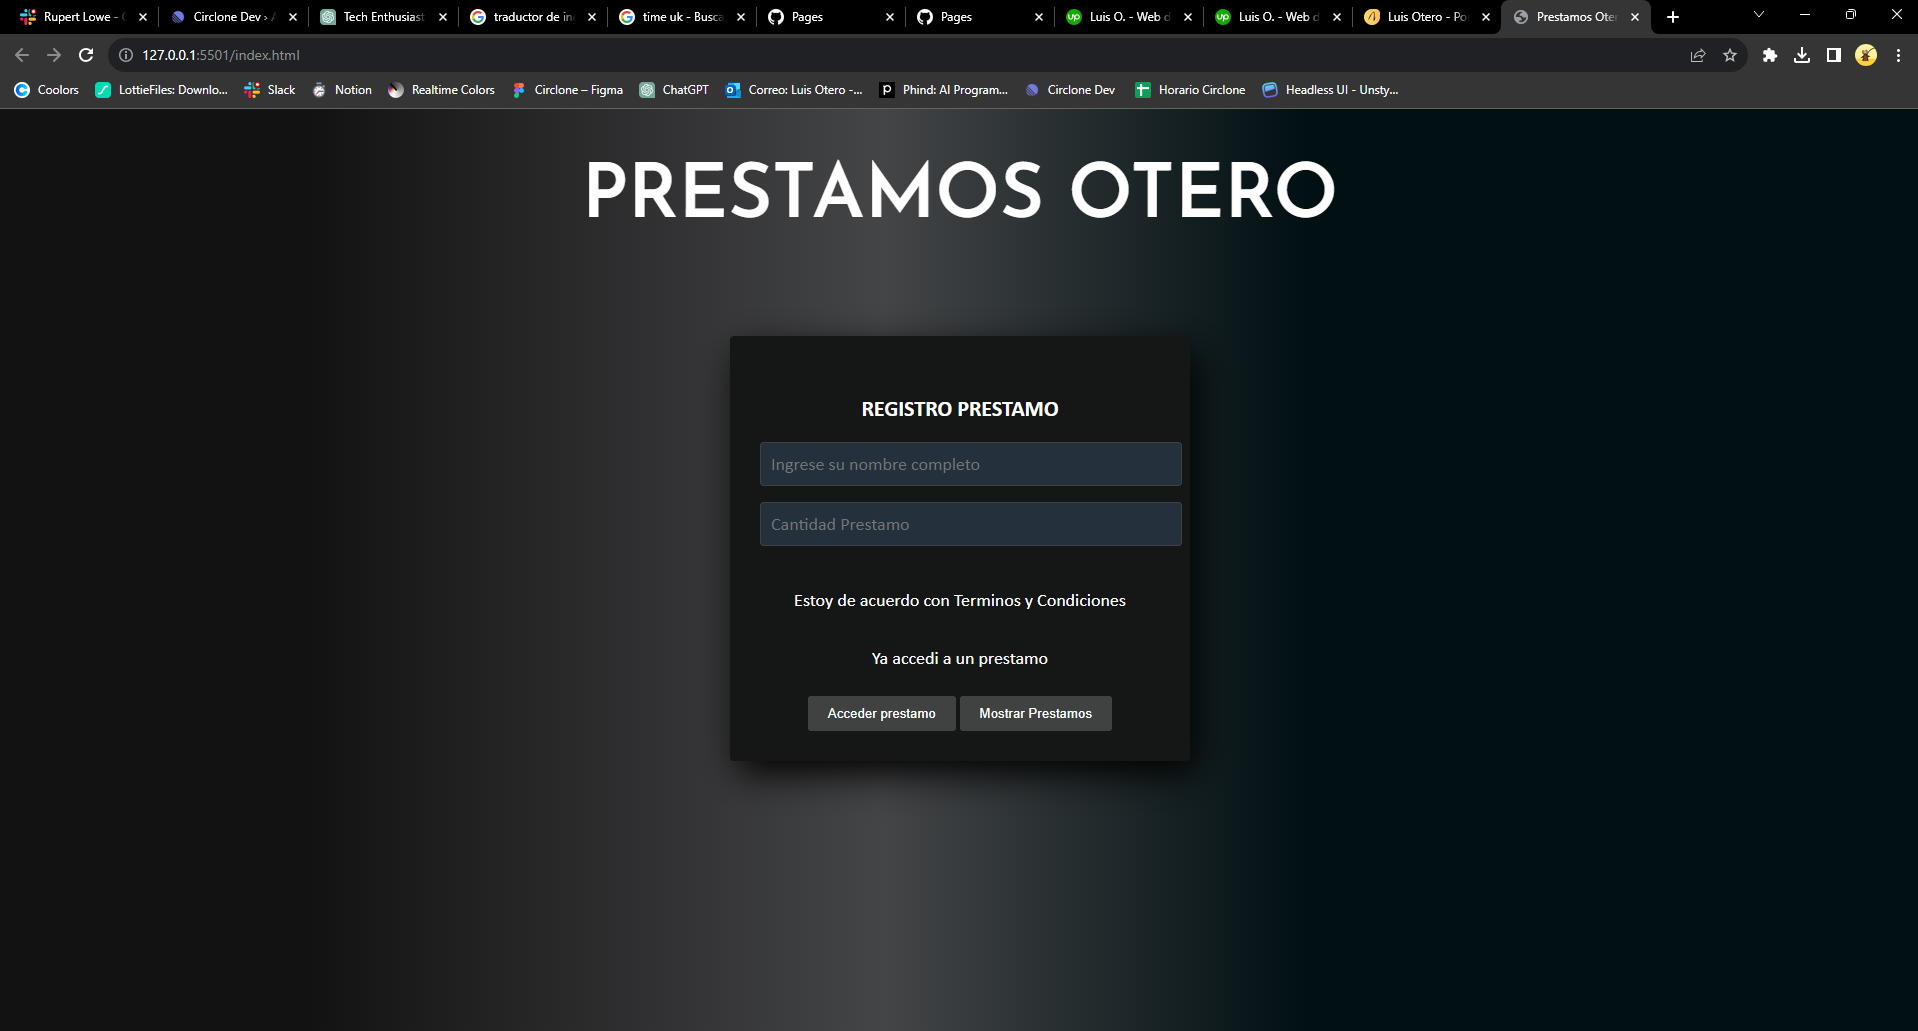 Rupert Lowe -
Circlone Dev ›
Tech Enthusiast
traductor de in
time uk - Busca
Pages
Pages
Luis O. - Web d
Luis O. - Web d
Luis Otero - Po
Prestamos Oter
127.0.0.1:5501/index.html
Coolors
LottieFiles: Downlo...
Slack
Notion
Realtime Colors
Circlone – Figma
ChatGPT
Correo: Luis Otero -...
Phind: AI Program...
Circlone Dev
Horario Circlone
Headless UI - Unsty...
PRESTAMOS OTERO
REGISTRO PRESTAMO
Ingrese su nombre completo
Cantidad Prestamo
Estoy de acuerdo con Terminos y Condiciones
Ya accedi a un prestamo
Acceder prestamo
Mostrar Prestamos